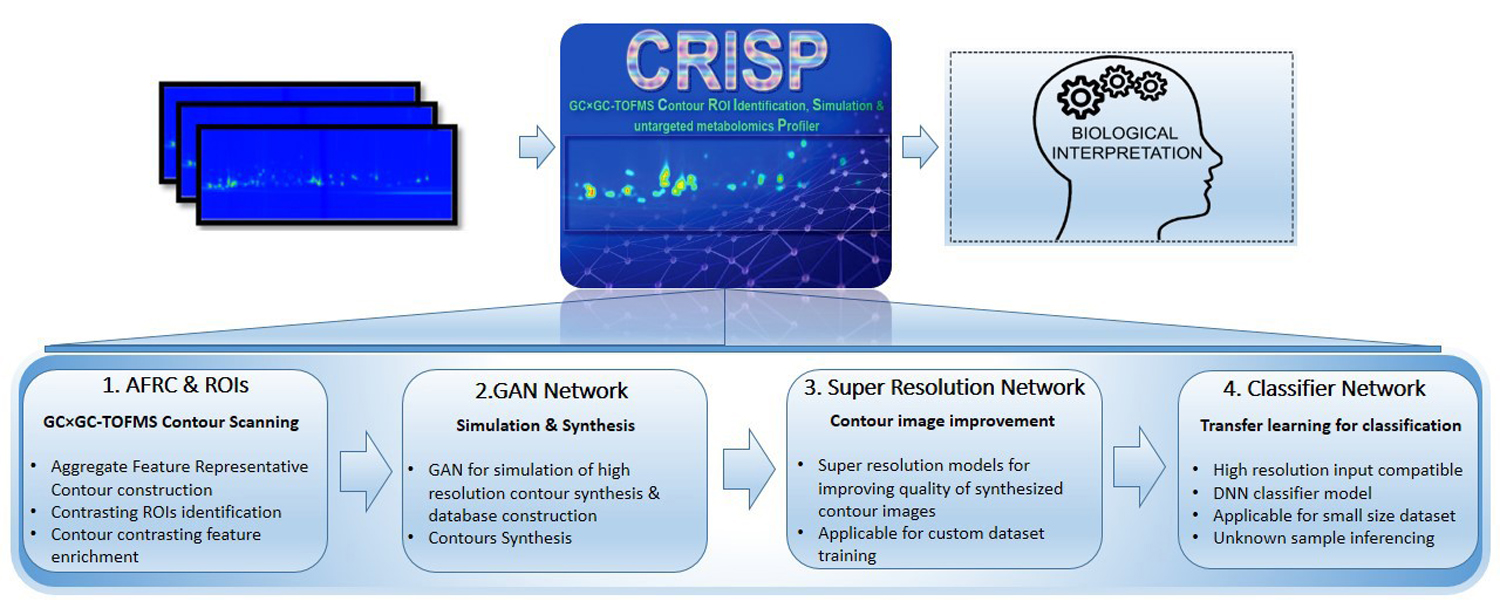 CRISP
GC×GC-TOFMS Contour ROI Identification, Simulation &
untargeted metabolomics Profiler
BIOLOGICAL
INTERPRETATION
1. AFRC & ROIs
GC×GC-TOFMS Contour Scanning
• Aggregate Feature Representative
Contour construction
• Contrasting ROIs identification
• Contour contrasting feature
enrichment
2.GAN Network
Simulation & Synthesis
• GAN for simulation of high
resolution contour synthesis &
database construction
• Contours Synthesis
3. Super Resolution Network
Contour image improvement
• Super resolution models for
improving quality of synthesized
contour images
• Applicable for custom dataset
training
4. Classifier Network
Transfer learning for classification
• High resolution input compatible
• DNN classifier model
• Applicable for small size dataset
• Unknown sample inferencing